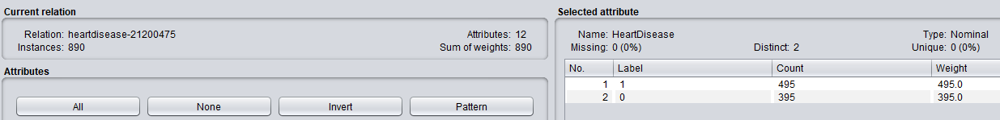 Current relation
Relation: heartdisease-21200475
Attributes: 12
Instances: 890
Sum of weights: 890
Attributes
All
None
Invert
Pattern
Selected attribute
Name: HeartDisease
Type: Nominal
Missing: 0 (0%)
Distinct: 2
Unique: 0 (0%)
No. Label Count Weight
1 1 495 495.0
2 0 395 395.0